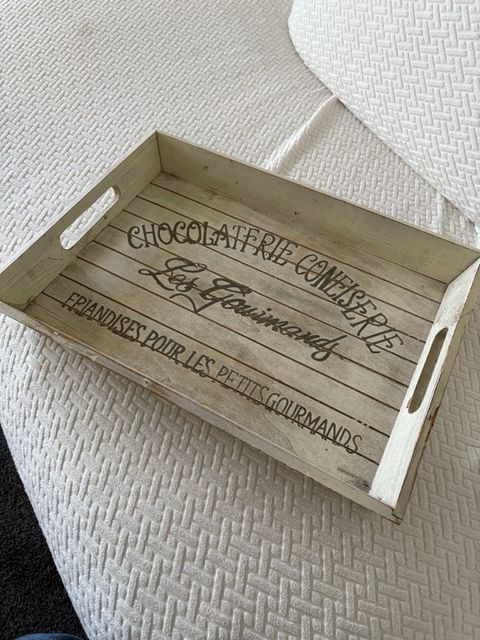 CHOCOLATERIE CONFISERIE
Les Gourmands
FRIANDISES POUR LES PETITS GOURMANDS